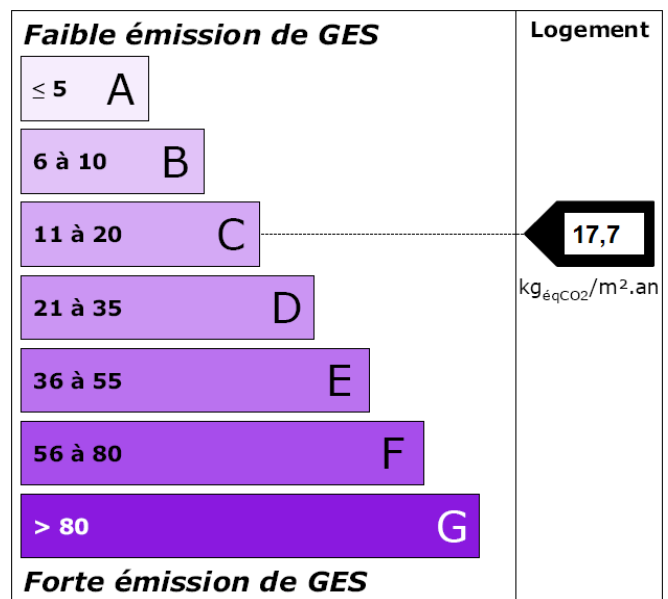 Faible émission de GES
Logement
≤ 5 A
6 à 10 B
11 à 20 C
17,7
kgéqCO2/m².an
21 à 35 D
36 à 55 E
56 à 80 F
> 80 G
Forte émission de GES